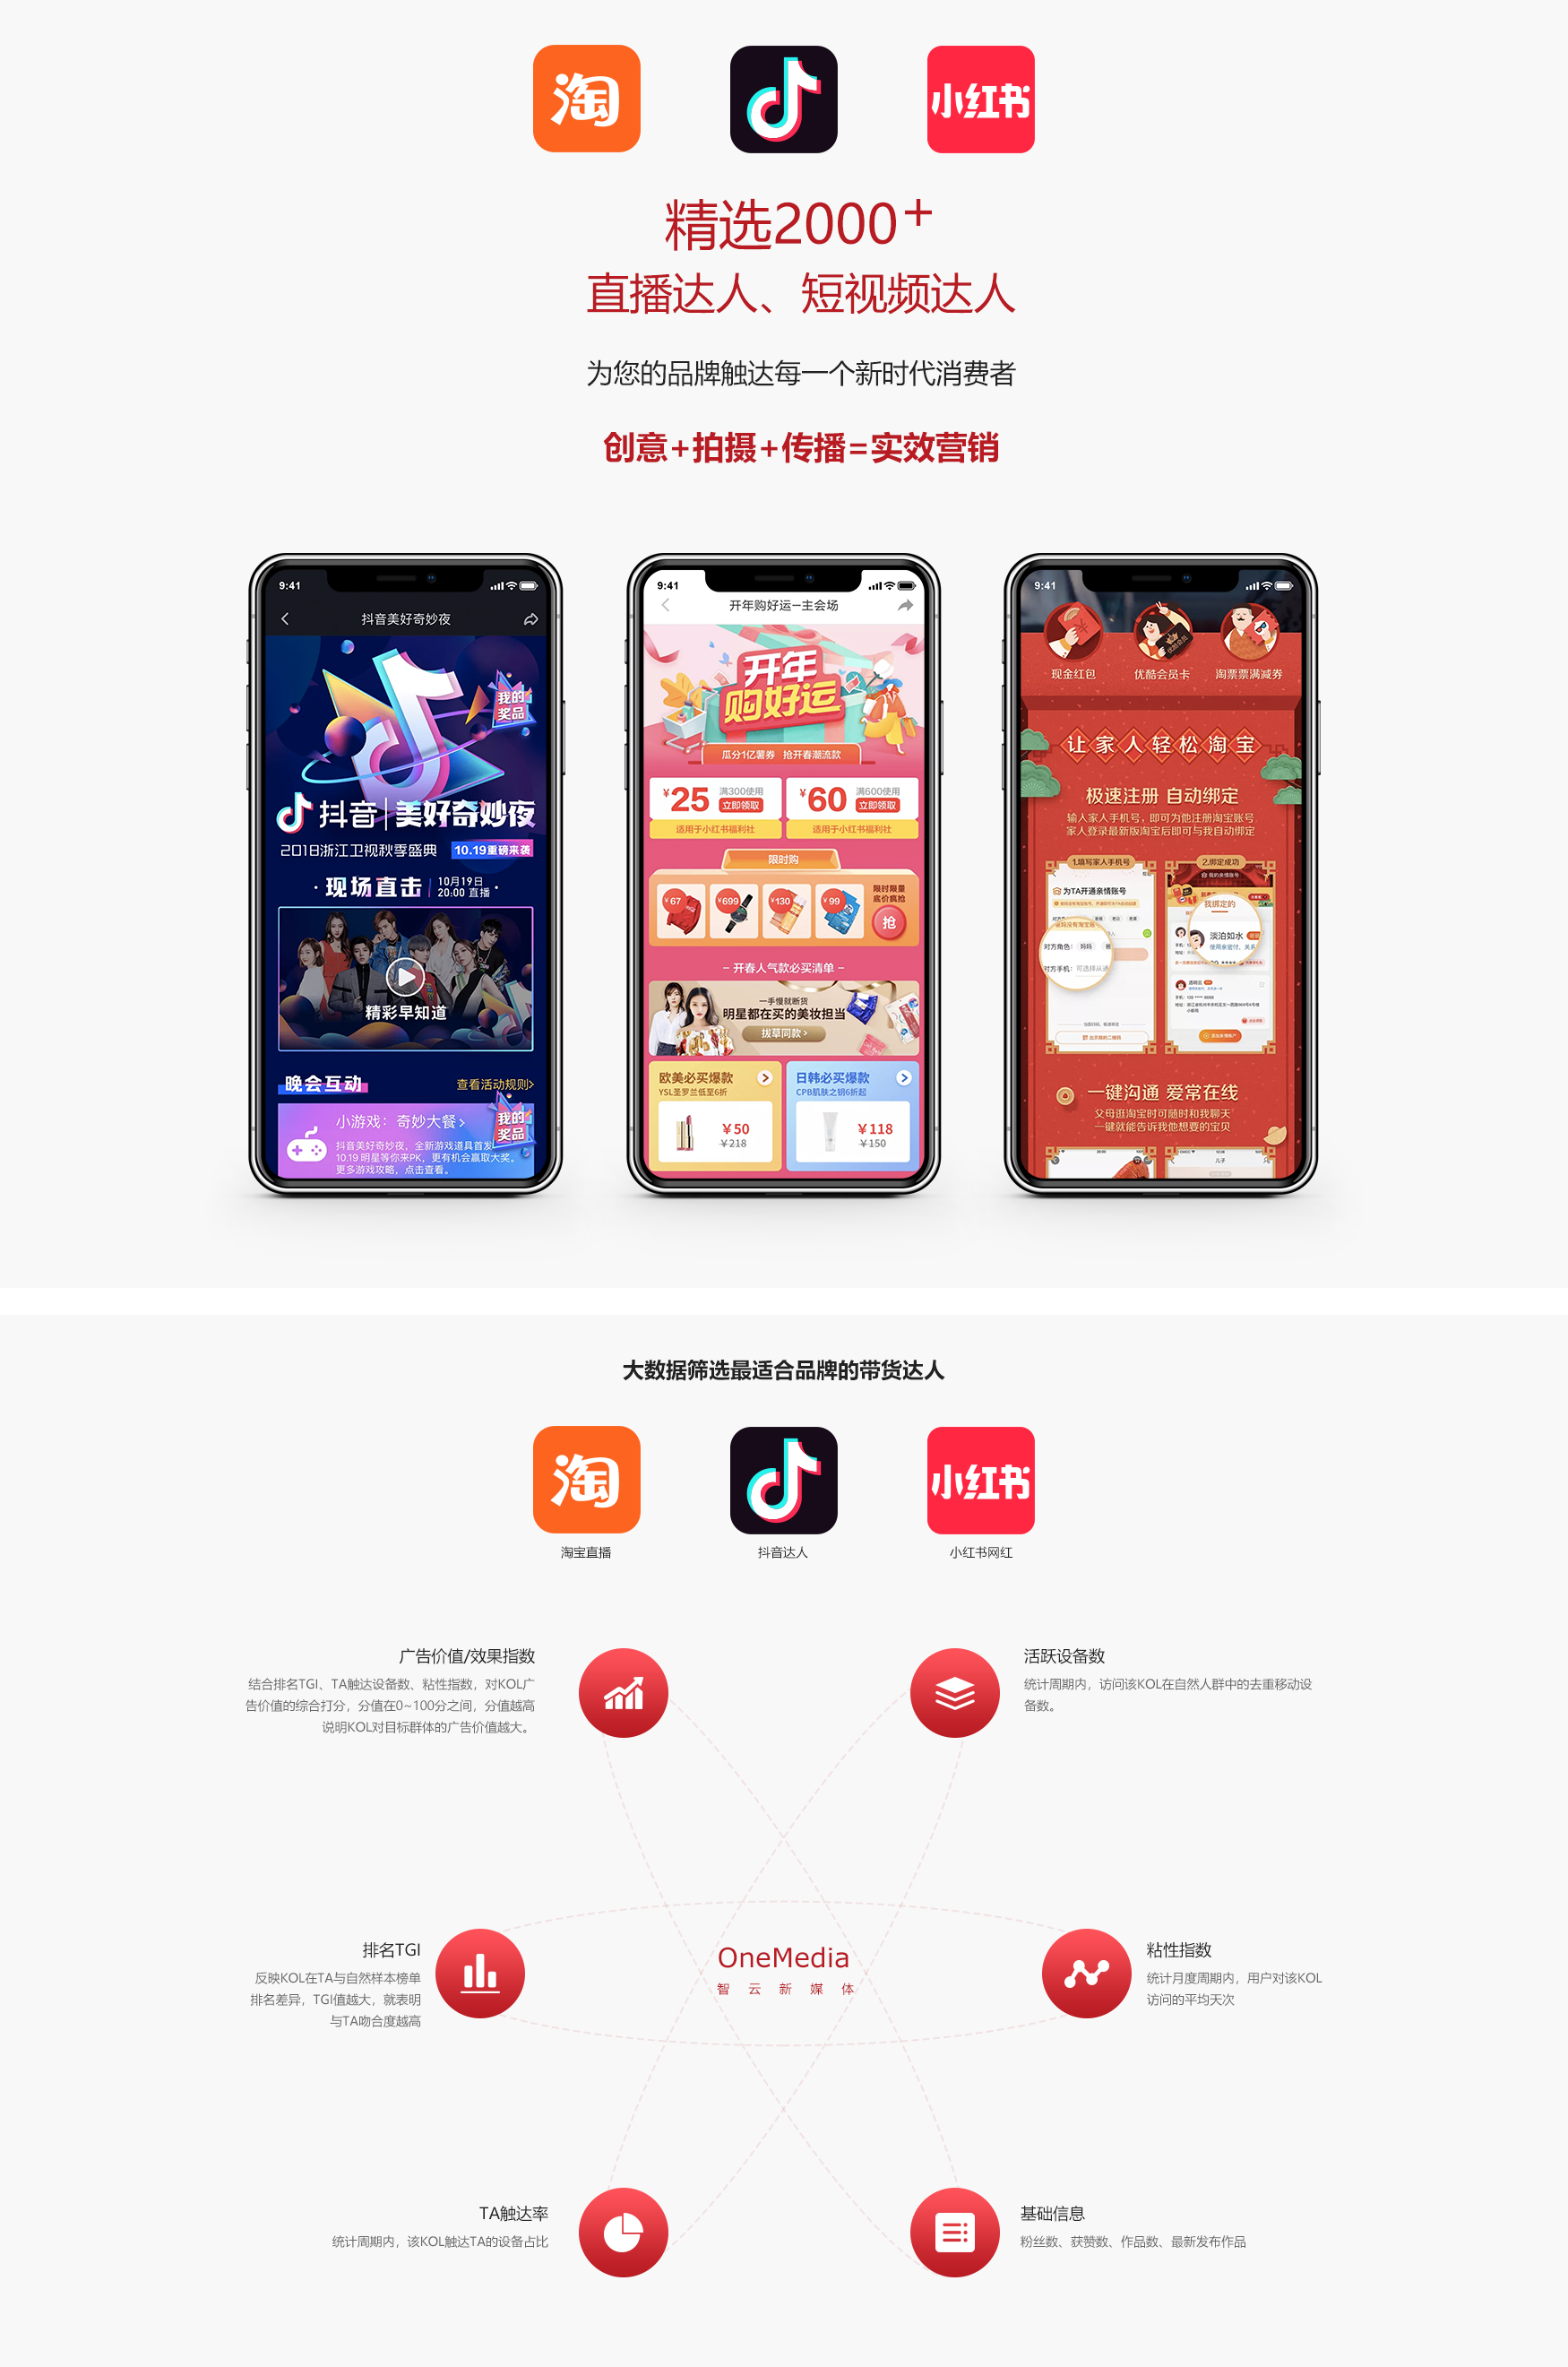 淘
小红书
精选2000+
直播达人、短视频达人
为您的品牌触达每一个新时代消费者
创意+拍摄+传播=实效营销
9:41
抖音美好奇妙夜
我的
奖品
抖音 美好奇妙夜
2018浙江卫视秋季盛典 10.19重磅来袭
·现场直击 10月19日
20:00 直播·
精彩早知道
晚会互动 查看活动规则>
小游戏：奇妙大餐>
我的
奖品
抖音美好奇妙夜，全新游戏道具首发
10.19 明星等你来PK，更有机会赢取大奖。
更多游戏攻略，点击查看。
9:41
开年购好运—主会场
开年
购好运
瓜分1亿薯券 抢开春潮流款
¥25 满300使用 立即领取
适用于小红书福利社
¥60 满600使用 立即领取
适用于小红书福利社
限时购
¥67 ¥699 ¥130 ¥99
限时限量
底价疯抢
抢
– 开春人气款必买清单 –
一手慢就断货
明星都在买的美妆担当
拔草同款 >
欧美必买爆款
YSL圣罗兰低至6折
¥50
¥218
日韩必买爆款
CPB肌肤之钥6折起
¥118
¥150
9:41
现金红包 优酷会员卡 淘票票满减券
让家人轻松淘宝
极速注册 自动绑定
输入家人手机号，即可为他注册淘宝账号
家人登录最新版淘宝后即可与我自动绑定
1.填写家人手机号 2.绑定成功
为TA开通亲情账号
对方角色： 妈妈
对方手机： 可选择从通
我的亲情账号
我绑定的
淡泊如水
一键沟通 爱常在线
父母逛淘宝时可随时和我聊天
一键就能告诉我他想要的宝贝
儿子
大数据筛选最适合品牌的带货达人
淘
小红书
淘宝直播 抖音达人 小红书网红
广告价值/效果指数
结合排名TGI、TA触达设备数、粘性指数，对KOL广
告价值的综合打分，分值在0~100分之间，分值越高
说明KOL对目标群体的广告价值越大。
活跃设备数
统计周期内，访问该KOL在自然人群中的去重移动设
备数。
排名TGI
反映KOL在TA与自然样本榜单
排名差异，TGI值越大，就表明
与TA吻合度越高
OneMedia
智云新媒体
粘性指数
统计月度周期内，用户对该KOL
访问的平均天次
TA触达率
统计周期内，该KOL触达TA的设备占比
基础信息
粉丝数、获赞数、作品数、最新发布作品